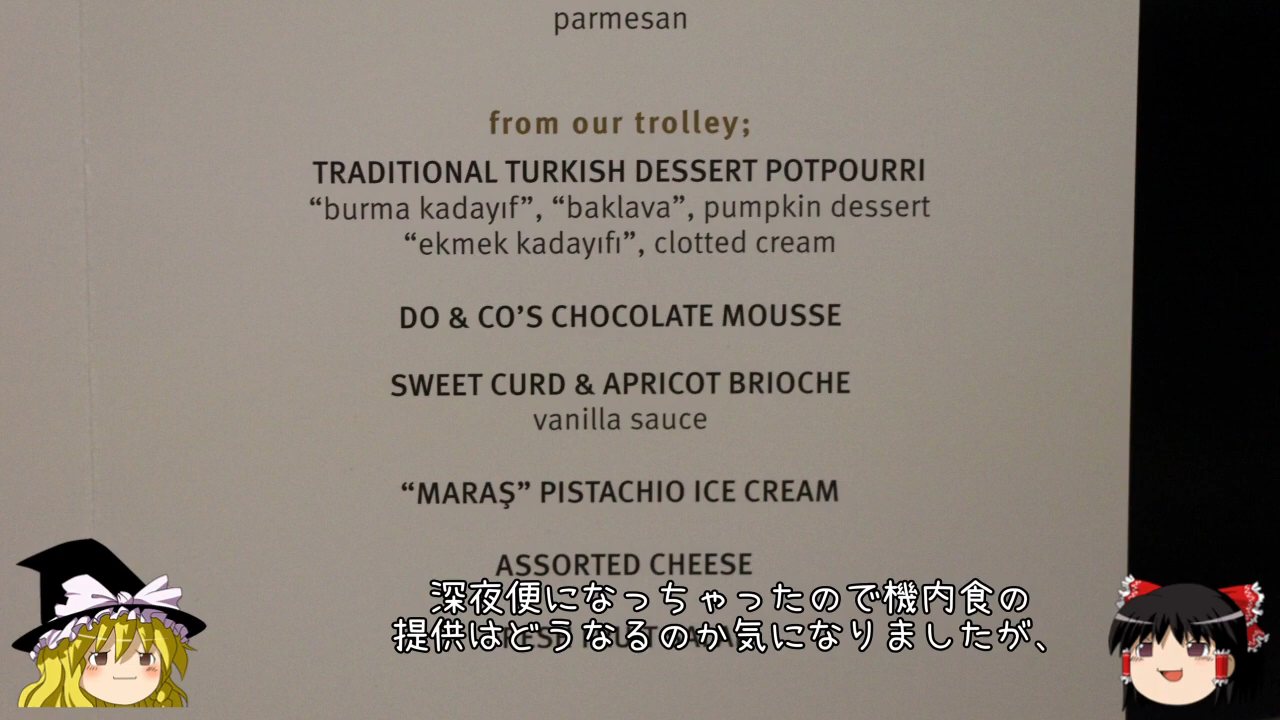 parmesan
from our trolley;
TRADITIONAL TURKISH DESSERT POTPOURRI
“burma kadayıf”, “baklava”, pumpkin dessert
“ekmek kadayıfı”, clotted cream
DO & CO’S CHOCOLATE MOUSSE
SWEET CURD & APRICOT BRIOCHE
vanilla sauce
“MARAŞ” PISTACHIO ICE CREAM
ASSORTED CHEESE
深夜便になっちゃったので機内食の
提供はどうなるのか気になりましたが、